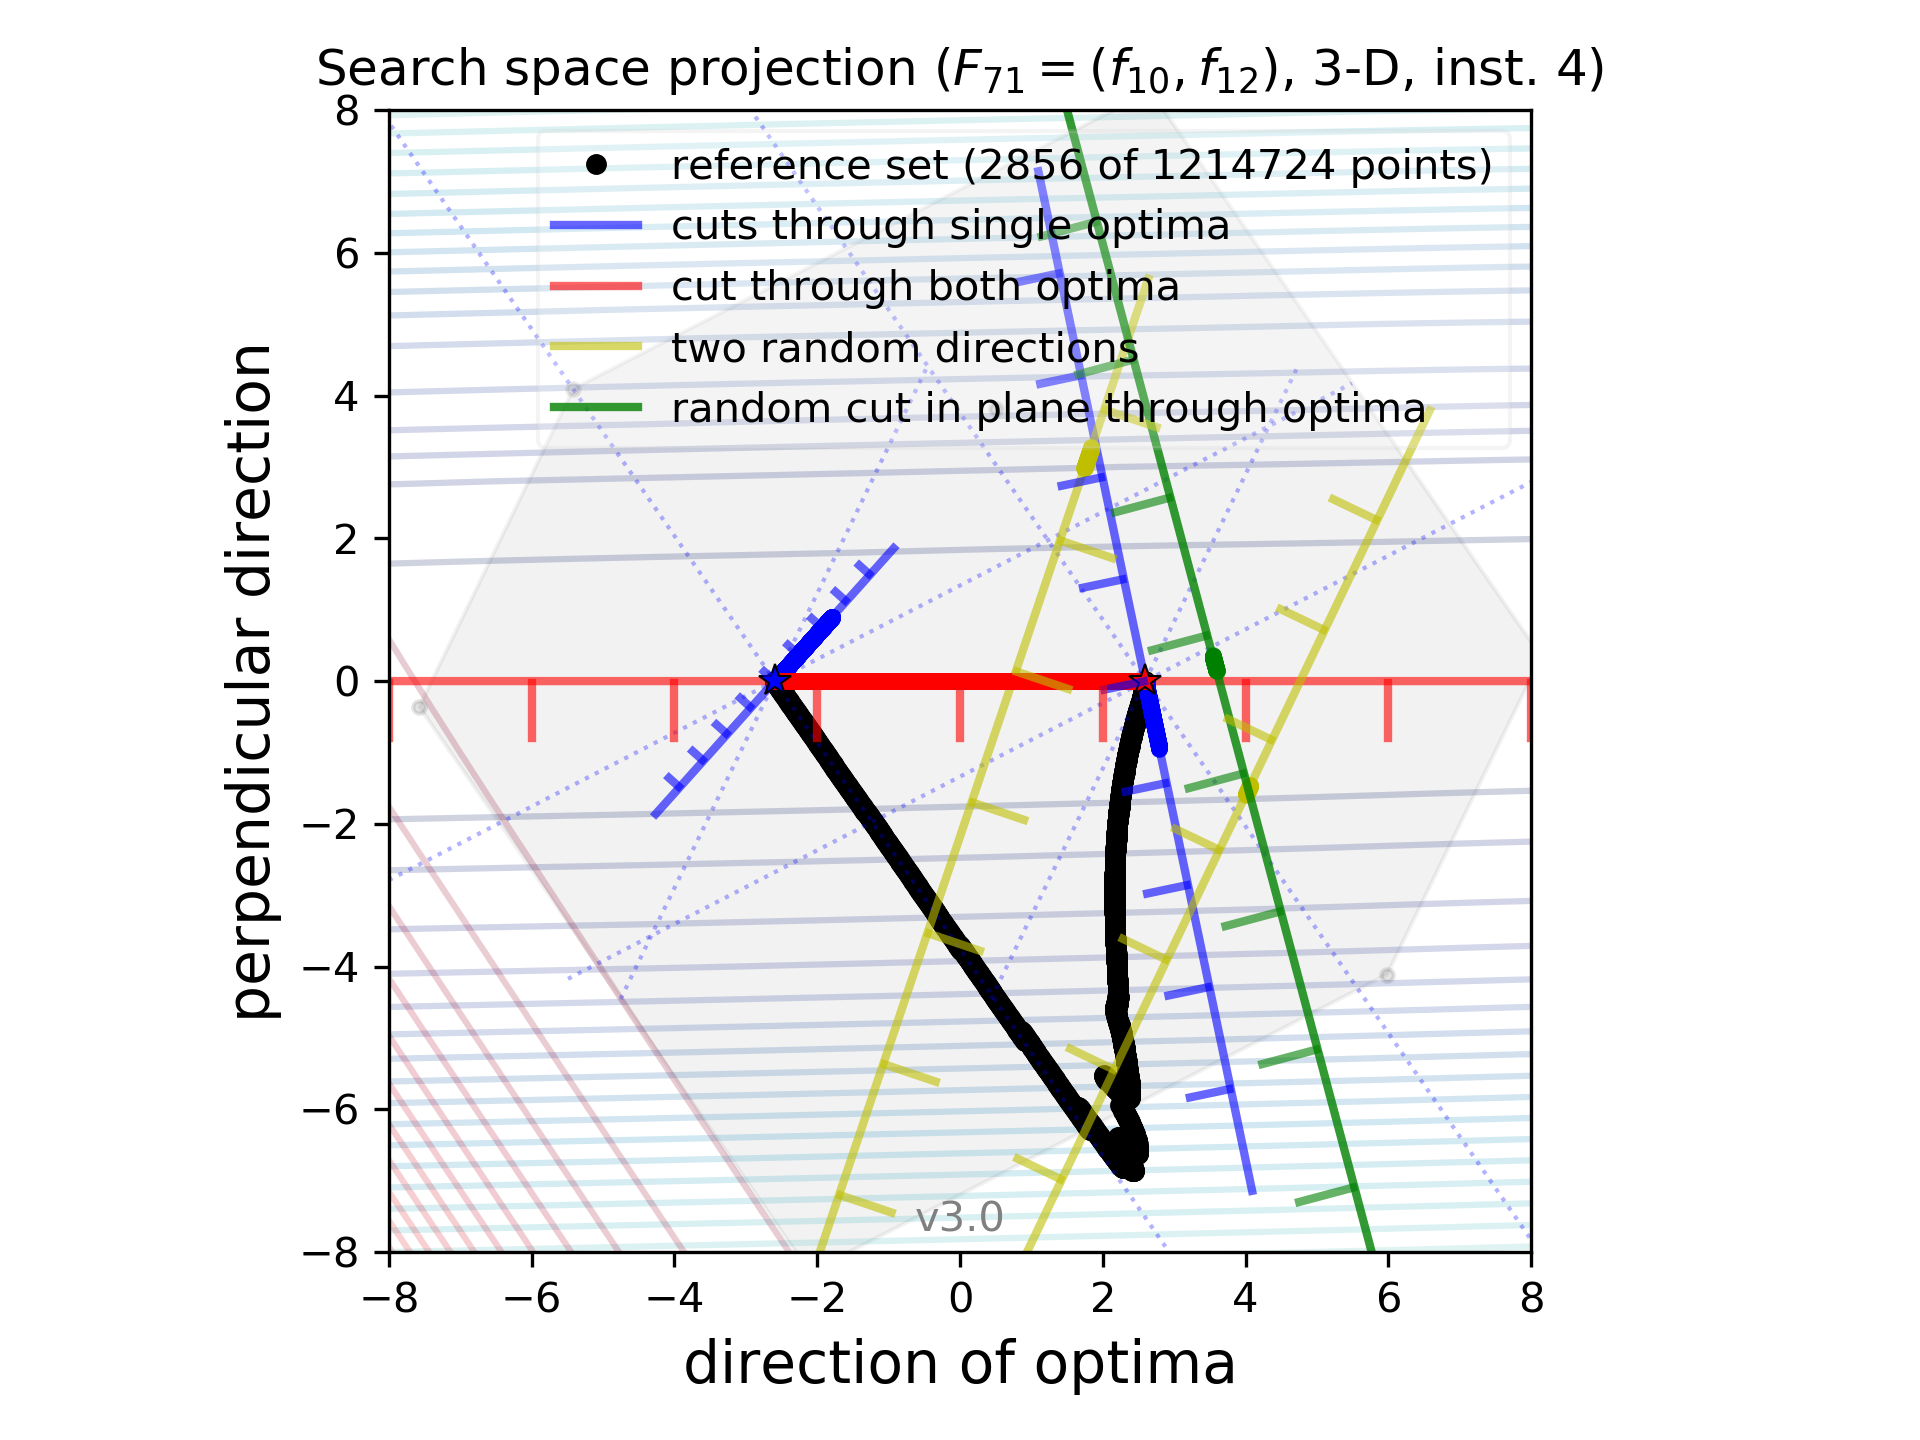 Search space projection (F71 = (f10, f12), 3-D, inst. 4)
reference set (2856 of 1214724 points)
cuts through single optima
cut through both optima
two random directions
random cut in plane through optima
8
6
4
2
0
−2
−4
−6
−8
perpendicular direction
v3.0
−8 −6 −4 −2 0 2 4 6 8
direction of optima